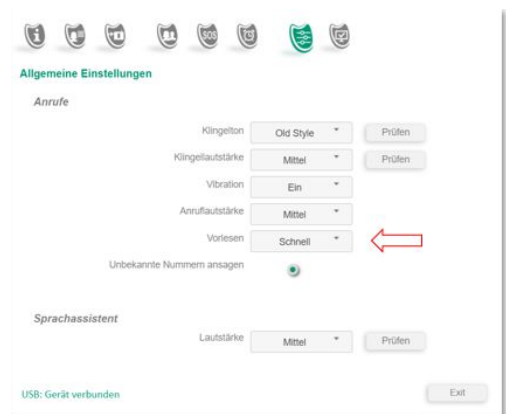 SOS
Allgemeine Einstellungen
Anrufe
Klingelton Old Style Prüfen
Klingellautstärke Mittel Prüfen
Vibration Ein
Anruflautstärke Mittel
Vorlesen Schnell
Unbekannte Nummern ansagen
Sprachassistent
Lautstärke Mittel Prüfen
USB: Gerät verbunden Exit